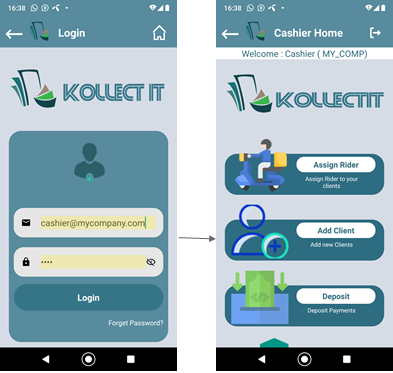 16:38
Login
KOLLECT IT
cashier@mycompany.com
••••
Login
Forget Password?
16:38
Cashier Home
Welcome : Cashier ( MY_COMP)
KOLLECTIT
Assign Rider
Assign Rider to your
clients
Add Client
Add new Clients
Deposit
Deposit Payments